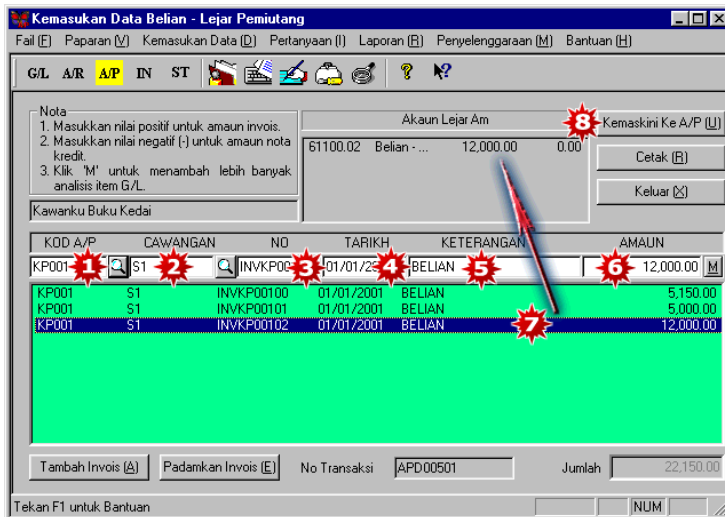 Kemasukan Data Belian - Lejar Pemiutang
Fail (F) Paparan (V) Kemasukan Data (D) Pertanyaan (I) Laporan (R) Penyelenggaraan (M) Bantuan (H)
G/L A/R A/P IN ST
Nota
1. Masukkan nilai positif untuk amaun invois.
2. Masukkan nilai negatif (-) untuk amaun nota
kredit.
3. Klik 'M' untuk menambah lebih banyak
analisis item G/L.
Kawanku Buku Kedai
Akaun Lejar Am
61100.02 Belian - ... 12,000.00 0.00
8
Kemaskini Ke A/P (U)
Cetak (R)
Keluar (X)
KOD A/P CAWANGAN NO TARIKH KETERANGAN AMAUN
KP001 1 S1 2 INVKP00 3 01/01/2 4 BELIAN 5 6 12,000.00 M
KP001 S1 INVKP00100 01/01/2001 BELIAN 5,150.00
KP001 S1 INVKP00101 01/01/2001 BELIAN 5,000.00
KP001 S1 INVKP00102 01/01/2001 BELIAN 7 12,000.00
Tambah Invois (A) Padamkan Invois (E) No Transaksi APD00501 Jumlah 22,150.00
Tekan F1 untuk Bantuan NUM